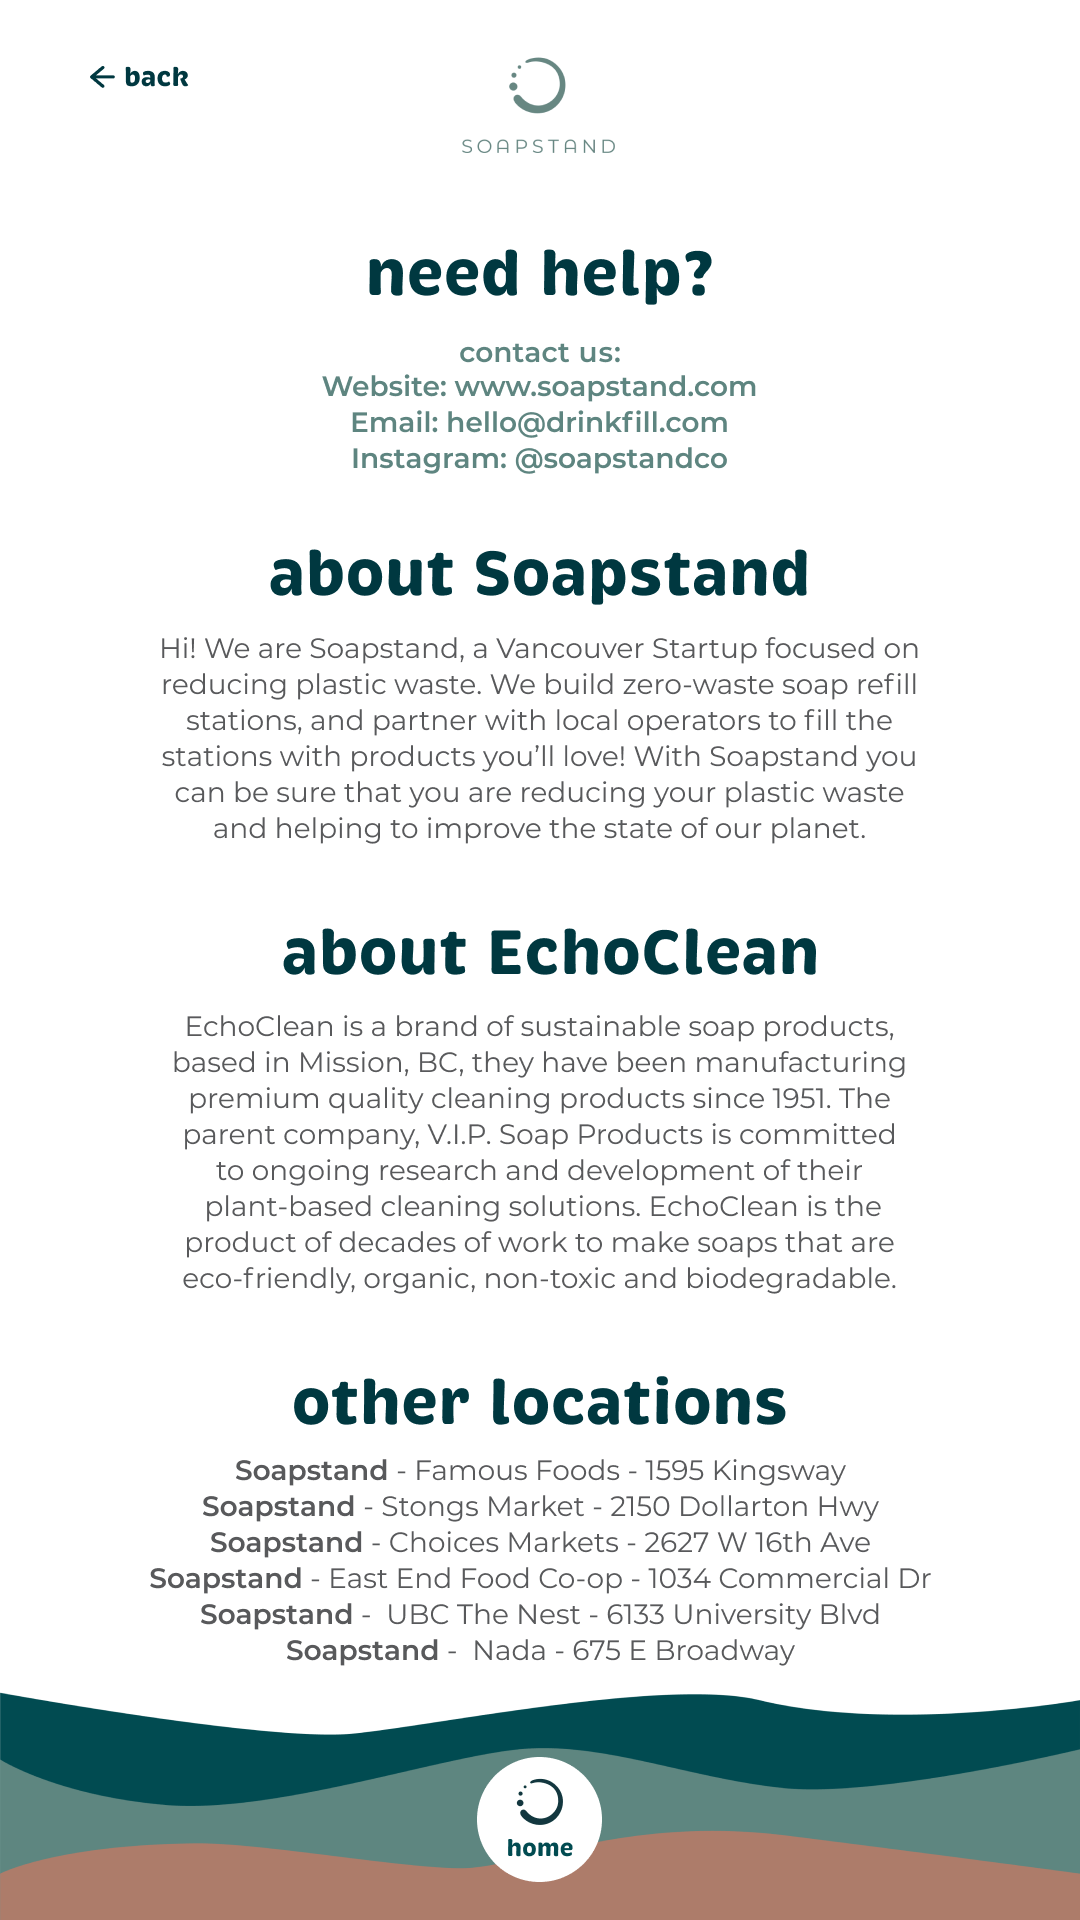 back
SOAPSTAND
need help?
contact us:
Website: www.soapstand.com
Email: hello@drinkfill.com
Instagram: @soapstandco
about Soapstand
Hi! We are Soapstand, a Vancouver Startup focused on
reducing plastic waste. We build zero-waste soap refill
stations, and partner with local operators to fill the
stations with products you’ll love! With Soapstand you
can be sure that you are reducing your plastic waste
and helping to improve the state of our planet.
about EchoClean
EchoClean is a brand of sustainable soap products,
based in Mission, BC, they have been manufacturing
premium quality cleaning products since 1951. The
parent company, V.I.P. Soap Products is committed
to ongoing research and development of their
plant-based cleaning solutions. EchoClean is the
product of decades of work to make soaps that are
eco-friendly, organic, non-toxic and biodegradable.
other locations
Soapstand - Famous Foods - 1595 Kingsway
Soapstand - Stongs Market - 2150 Dollarton Hwy
Soapstand - Choices Markets - 2627 W 16th Ave
Soapstand - East End Food Co-op - 1034 Commercial Dr
Soapstand -  UBC The Nest - 6133 University Blvd
Soapstand -  Nada - 675 E Broadway
home